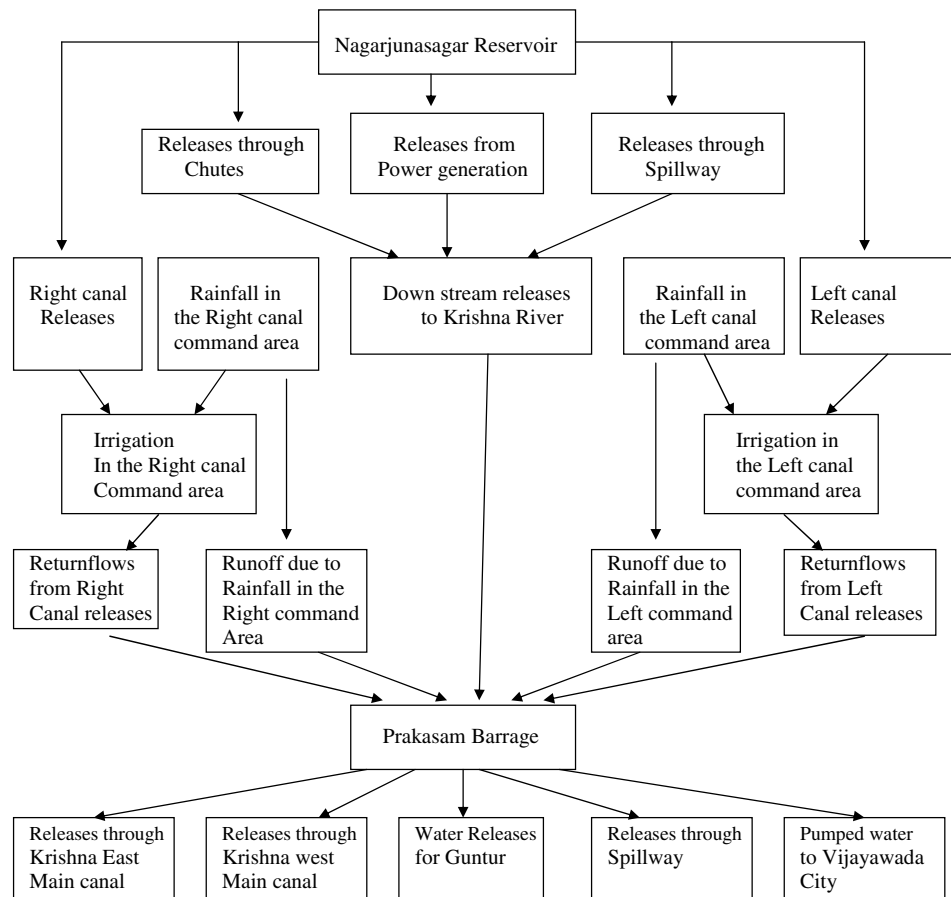 Nagarjunasagar Reservoir
Releases through
Chutes
Releases from
Power generation
Releases through
Spillway
Right canal
Releases
Rainfall in
the Right canal
command area
Down stream releases
to Krishna River
Rainfall in
the Left canal
command area
Left canal
Releases
Irrigation
In the Right canal
Command area
Irrigation in
the Left canal
command area
Returnflows
from Right
Canal releases
Runoff due to
Rainfall in the
Right command
Area
Runoff due to
Rainfall in the
Left command
area
Returnflows
from Left
Canal releases
Prakasam Barrage
Releases through
Krishna East
Main canal
Releases through
Krishna west
Main canal
Water Releases
for Guntur
Releases through
Spillway
Pumped water
to Vijayawada
City